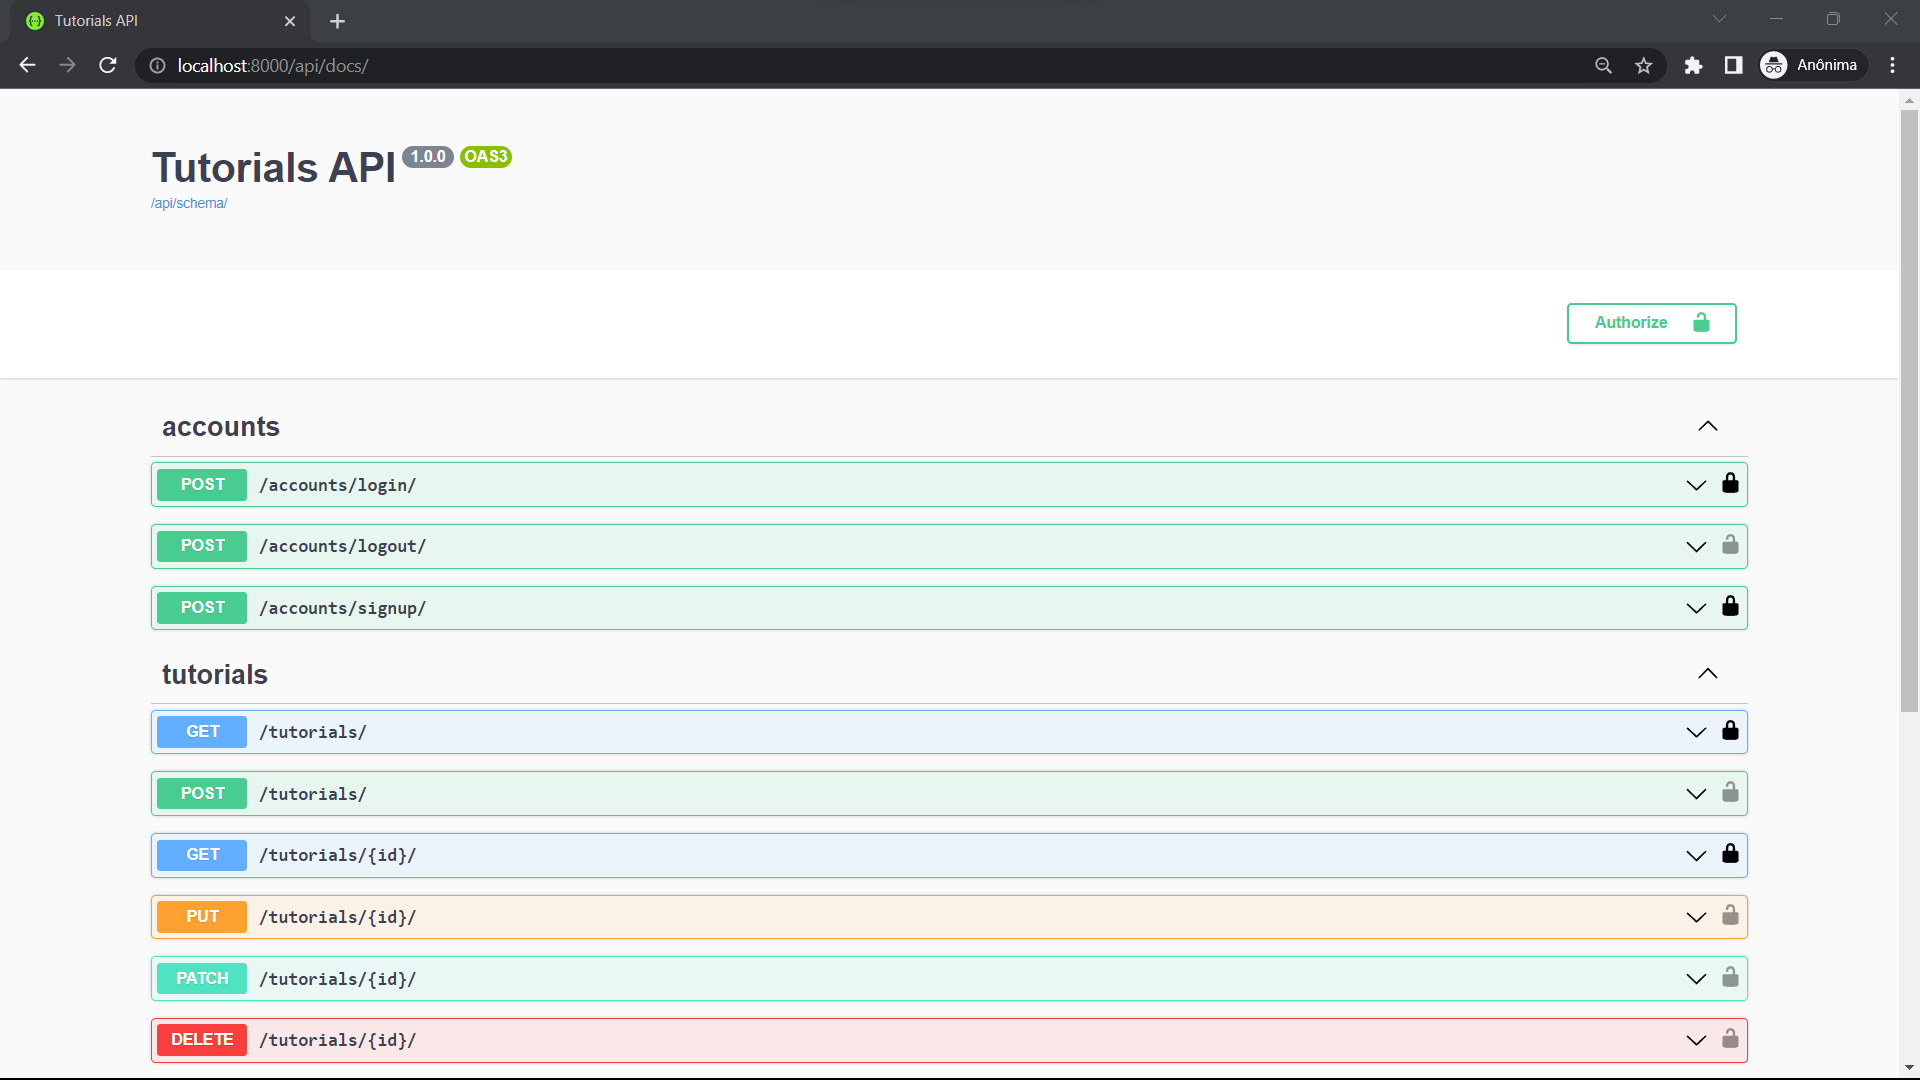 Tutorials API
localhost:8000/api/docs/
Anônima
Tutorials API 1.0.0 OAS3
/api/schema/
Authorize
accounts
POST /accounts/login/
POST /accounts/logout/
POST /accounts/signup/
tutorials
GET /tutorials/
POST /tutorials/
GET /tutorials/{id}/
PUT /tutorials/{id}/
PATCH /tutorials/{id}/
DELETE /tutorials/{id}/